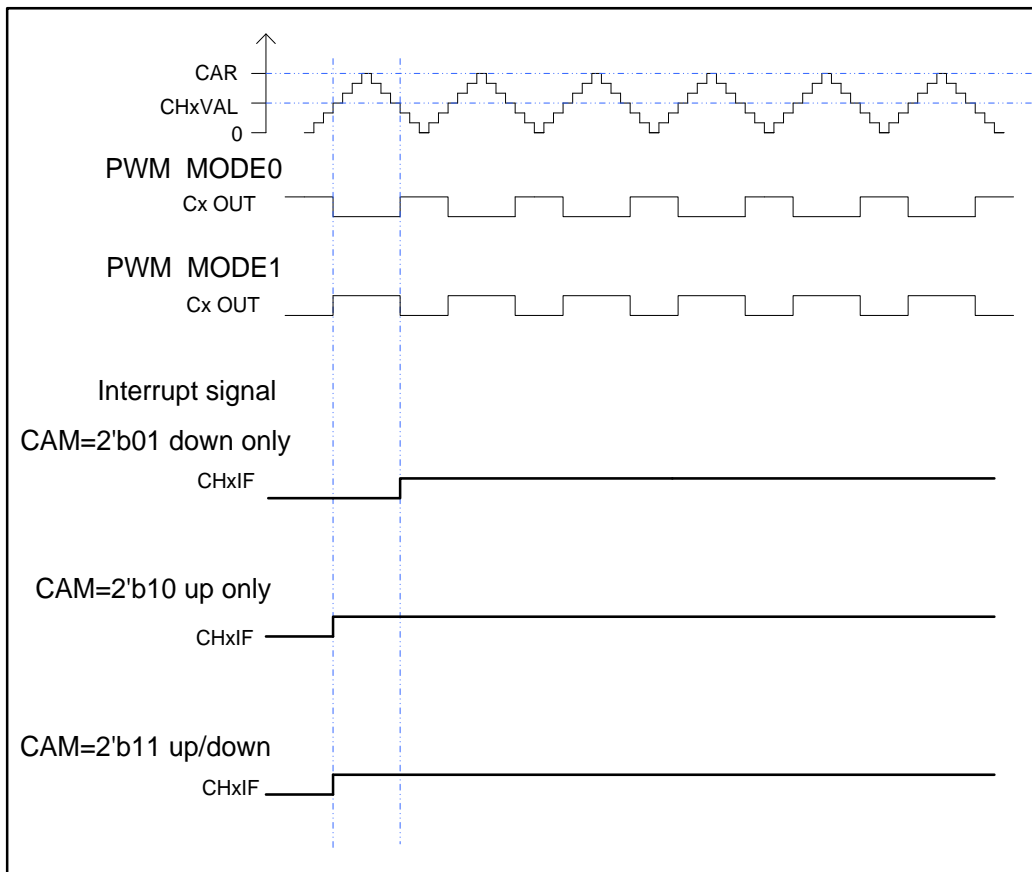 CAR
CHxVAL
0
PWM MODE0
Cx OUT
PWM MODE1
Cx OUT
Interrupt signal
CAM=2'b01 down only
CHxIF
CAM=2'b10 up only
CHxIF
CAM=2'b11 up/down
CHxIF